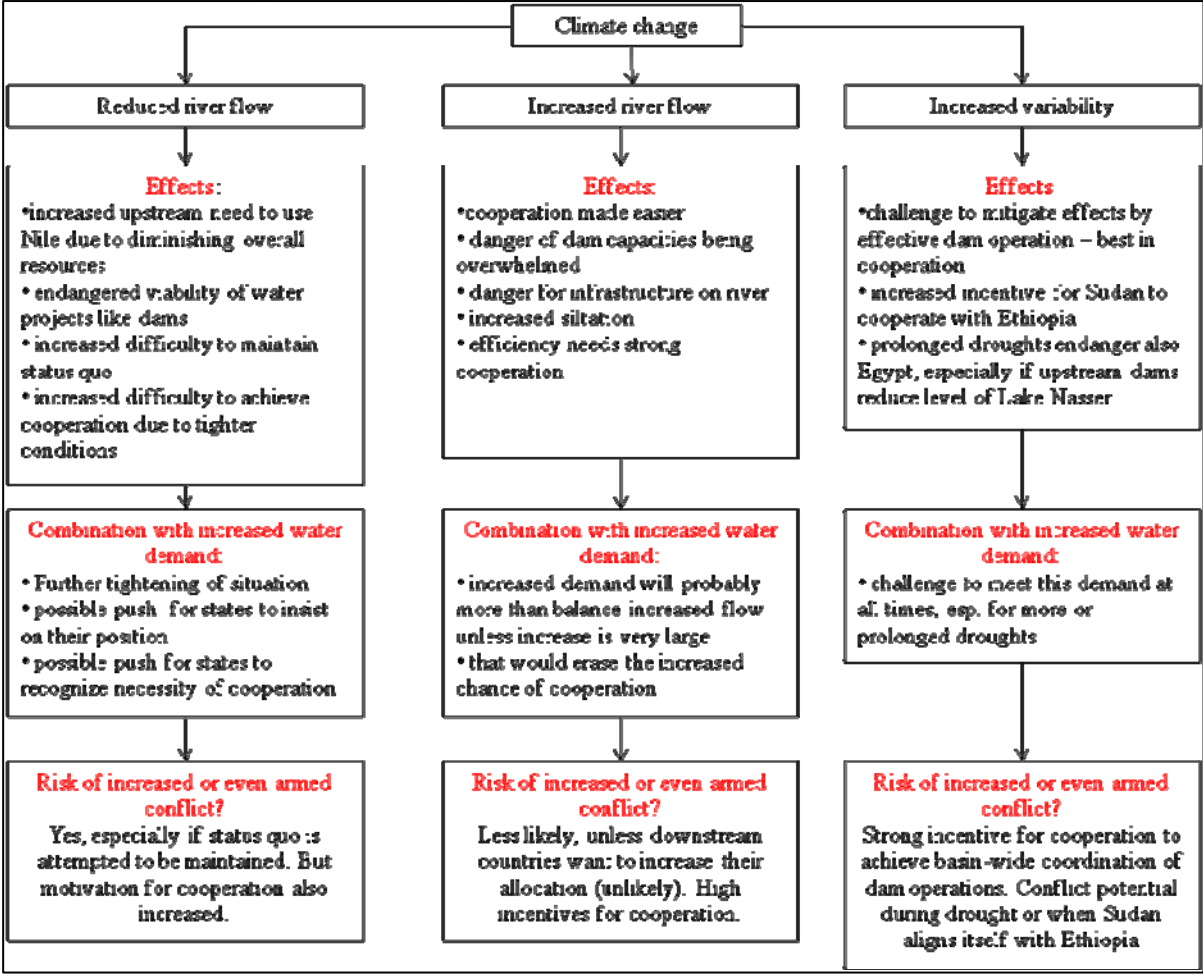 Climate change
Reduced river flow
Increased river flow
Increased variability
Effects:
•increased upstream need to use
Nile due to diminishing overall
resources
• endangered viability of water
projects like dams
• increased difficulty to maintain
status quo
• increased difficulty to achieve
cooperation due to tighter
conditions
Effects:
•cooperation made easier
• danger of dam capacities being
overwhelmed
• danger for infrastructure on river
• increased siltation
• efficiency needs strong
cooperation
Effects
•challenge to mitigate effects by
effective dam operation – best in
cooperation
• increased incentive for Sudan to
cooperate with Ethiopia
• prolonged droughts endanger also
Egypt, especially if upstream dams
reduce level of Lake Nasser
Combination with increased water
demand:
• Further tightening of situation
• possible push for states to insist
on their position
• possible push for states to
recognize necessity of cooperation
Combination with increased water
demand:
• increased demand will probably
more than balance increased flow
unless increase is very large
• that would erase the increased
chance of cooperation
Combination with increased water
demand:
• challenge to meet this demand at
all times, esp. for more or
prolonged droughts
Risk of increased or even armed
conflict?
Yes, especially if status quo is
attempted to be maintained. But
motivation for cooperation also
increased.
Risk of increased or even armed
conflict?
Less likely, unless downstream
countries want to increase their
allocation (unlikely). High
incentives for cooperation.
Risk of increased or even armed
conflict?
Strong incentive for cooperation to
achieve basin-wide coordination of
dam operations. Conflict potential
during drought or when Sudan
aligns itself with Ethiopia